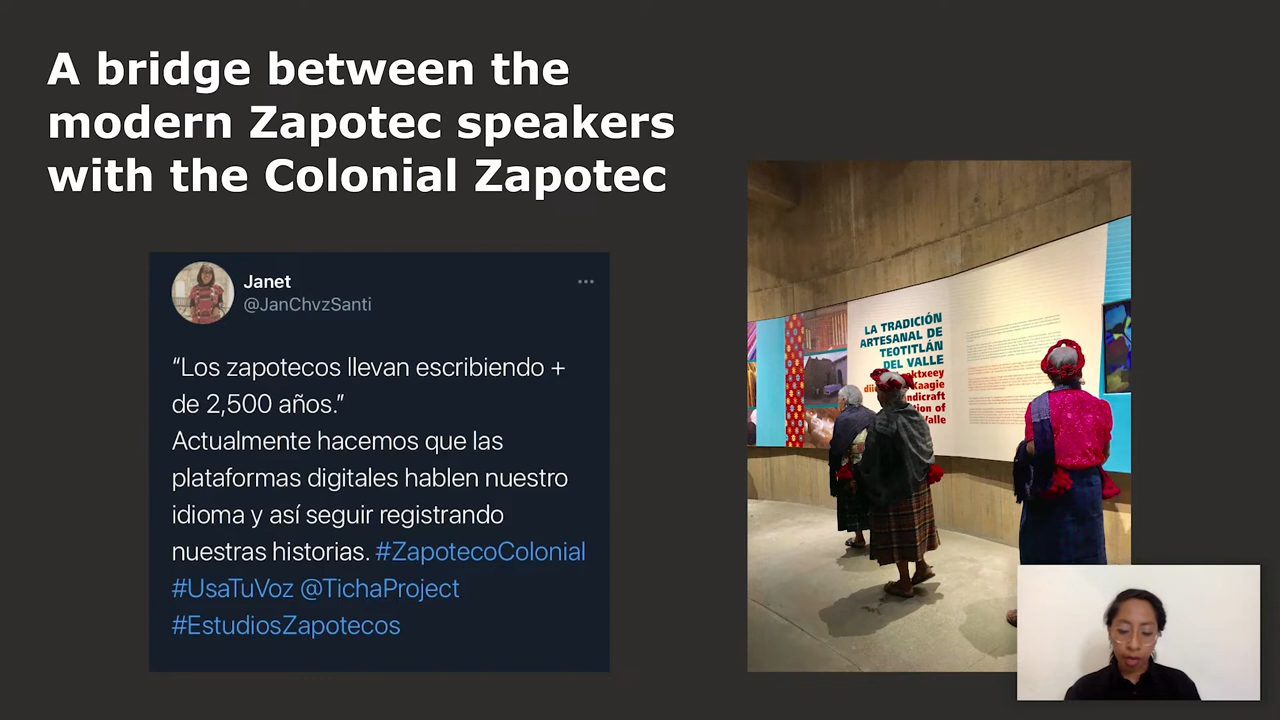 A bridge between the
modern Zapotec speakers
with the Colonial Zapotec
Janet
@JanChvzSanti
“Los zapotecos llevan escribiendo +
de 2,500 años.”
Actualmente hacemos que las
plataformas digitales hablen nuestro
idioma y así seguir registrando
nuestras historias. #ZapotecoColonial
#UsaTuVoz @TichaProject
#EstudiosZapotecos
LA TRADICIÓN
ARTESANAL DE
TEOTITLÁN
DEL VALLE